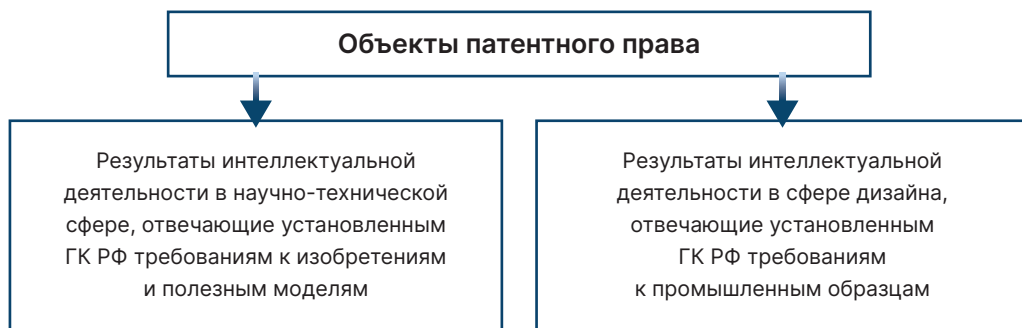 Объекты патентного права
Результаты интеллектуальной
деятельности в научно-технической
сфере, отвечающие установленным
ГК РФ требованиям к изобретениям
и полезным моделям
Результаты интеллектуальной
деятельности в сфере дизайна,
отвечающие установленным
ГК РФ требованиям
к промышленным образцам